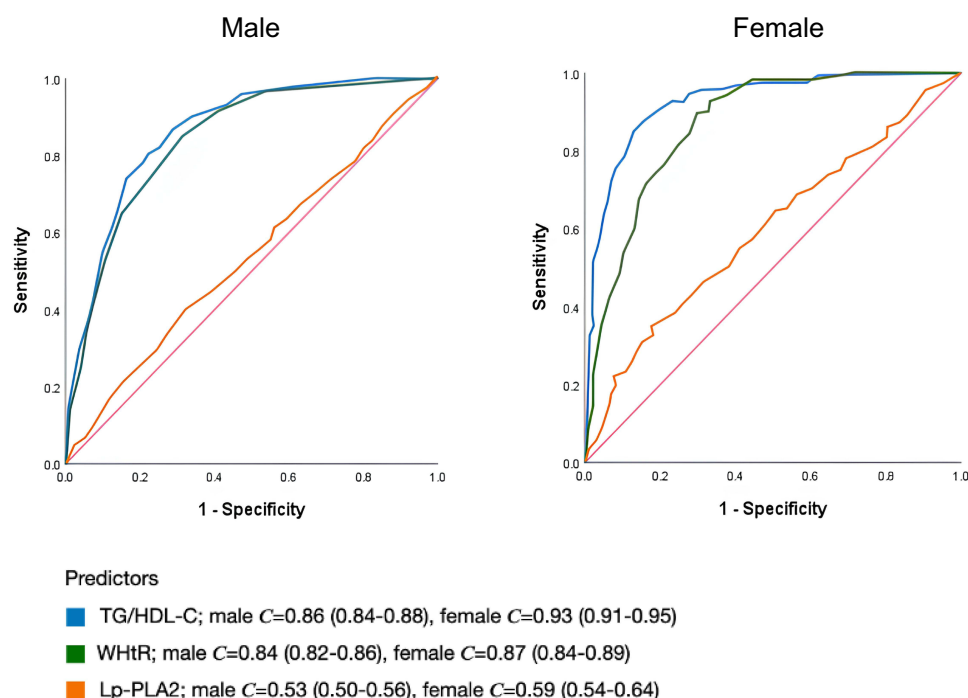 Male Female
1.0 1.0
0.8 0.8
0.6 0.6
Sensitivity Sensitivity
0.4 0.4
0.2 0.2
0.0 0.0
0.0 0.2 0.4 0.6 0.8 1.0 0.0 0.2 0.4 0.6 0.8 1.0
1 - Specificity 1 - Specificity
Predictors
TG/HDL-C; male C=0.86 (0.84-0.88), female C=0.93 (0.91-0.95)
WHtR; male C=0.84 (0.82-0.86), female C=0.87 (0.84-0.89)
Lp-PLA2; male C=0.53 (0.50-0.56), female C=0.59 (0.54-0.64)